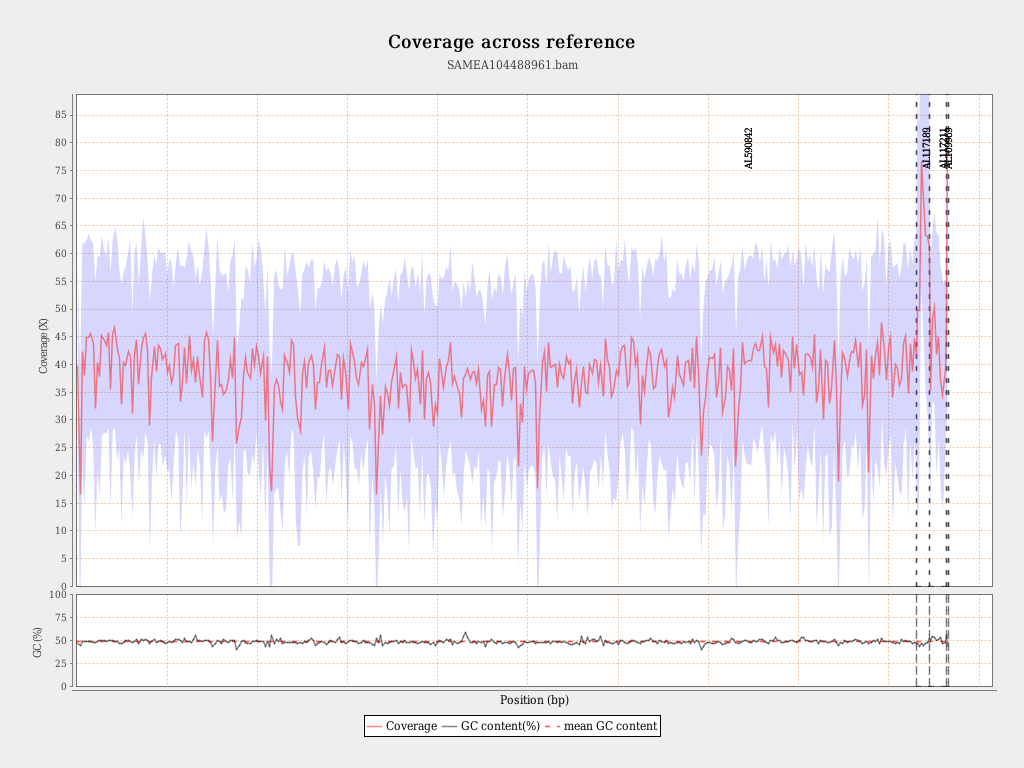 Coverage across reference
SAMEA104488961.bam
Coverage (X)
85
80
75
70
65
60
55
50
45
40
35
30
25
20
15
10
5
0
AL590842
AL117189
AL117211
AL109969
GC (%)
100
75
50
25
0
Position (bp)
Coverage GC content(%) mean GC content